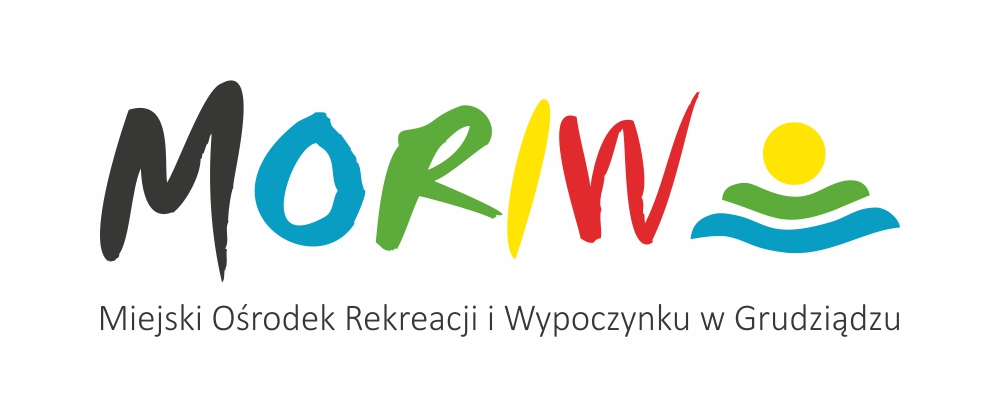 MORIW
Miejski Ośrodek Rekreacji i Wypoczynku w Grudziądzu